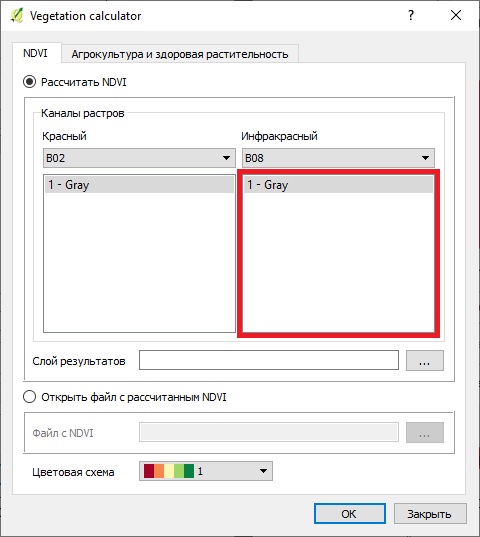 Vegetation calculator
?
NDVI
Агрокультура и здоровая растительность
Рассчитать NDVI
Каналы растров
Красный
Инфракрасный
B02
B08
1 - Gray
1 - Gray
Слой результатов
...
Открыть файл с рассчитанным NDVI
Файл с NDVI
...
Цветовая схема
1
ОК
Закрыть